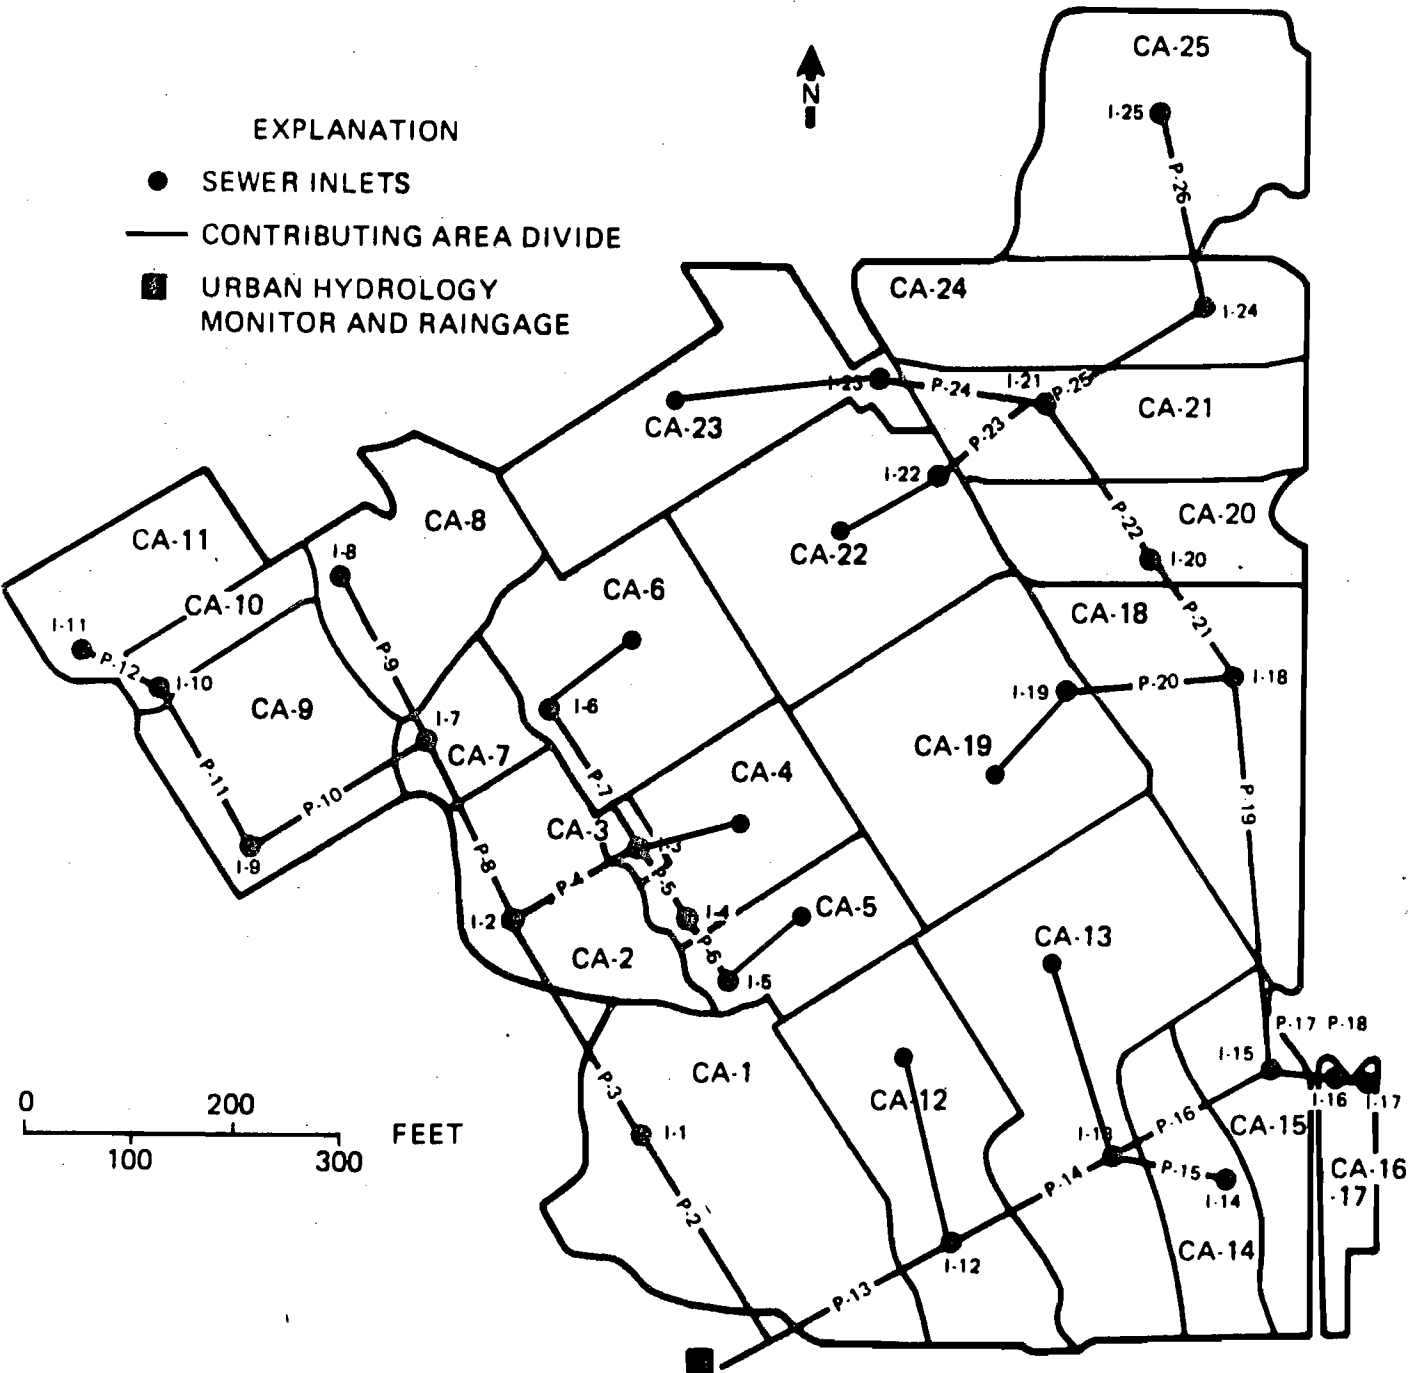 CA-25
N
I-25
EXPLANATION
P-26
SEWER INLETS
CONTRIBUTING AREA DIVIDE
URBAN HYDROLOGY
MONITOR AND RAINGAGE
CA-24
I-24
I-23
P-24
I-21
P-25
CA-21
CA-23
P-23
I-22
CA-8
CA-20
P-22
CA-11
CA-22
I-8
I-20
CA-6
CA-10
P-21
CA-18
I-11
P-12
P-9
I-10
I-19
P-20
I-18
CA-9
I-6
I-7
CA-7
CA-19
P-11
P-7
CA-4
P-10
P-19
CA-3
I-3
P-8
I-9
P-4
P-5
I-2
I-4
CA-5
P-6
CA-13
CA-2
I-5
P-17 P-18
I-15
CA-1
P-3
CA-12
I-16
I-17
0
200
FEET
100
300
I-1
I-13
P-16
CA-15
P-15
CA-16
-17
P-14
I-14
P-2
CA-14
I-12
P-13